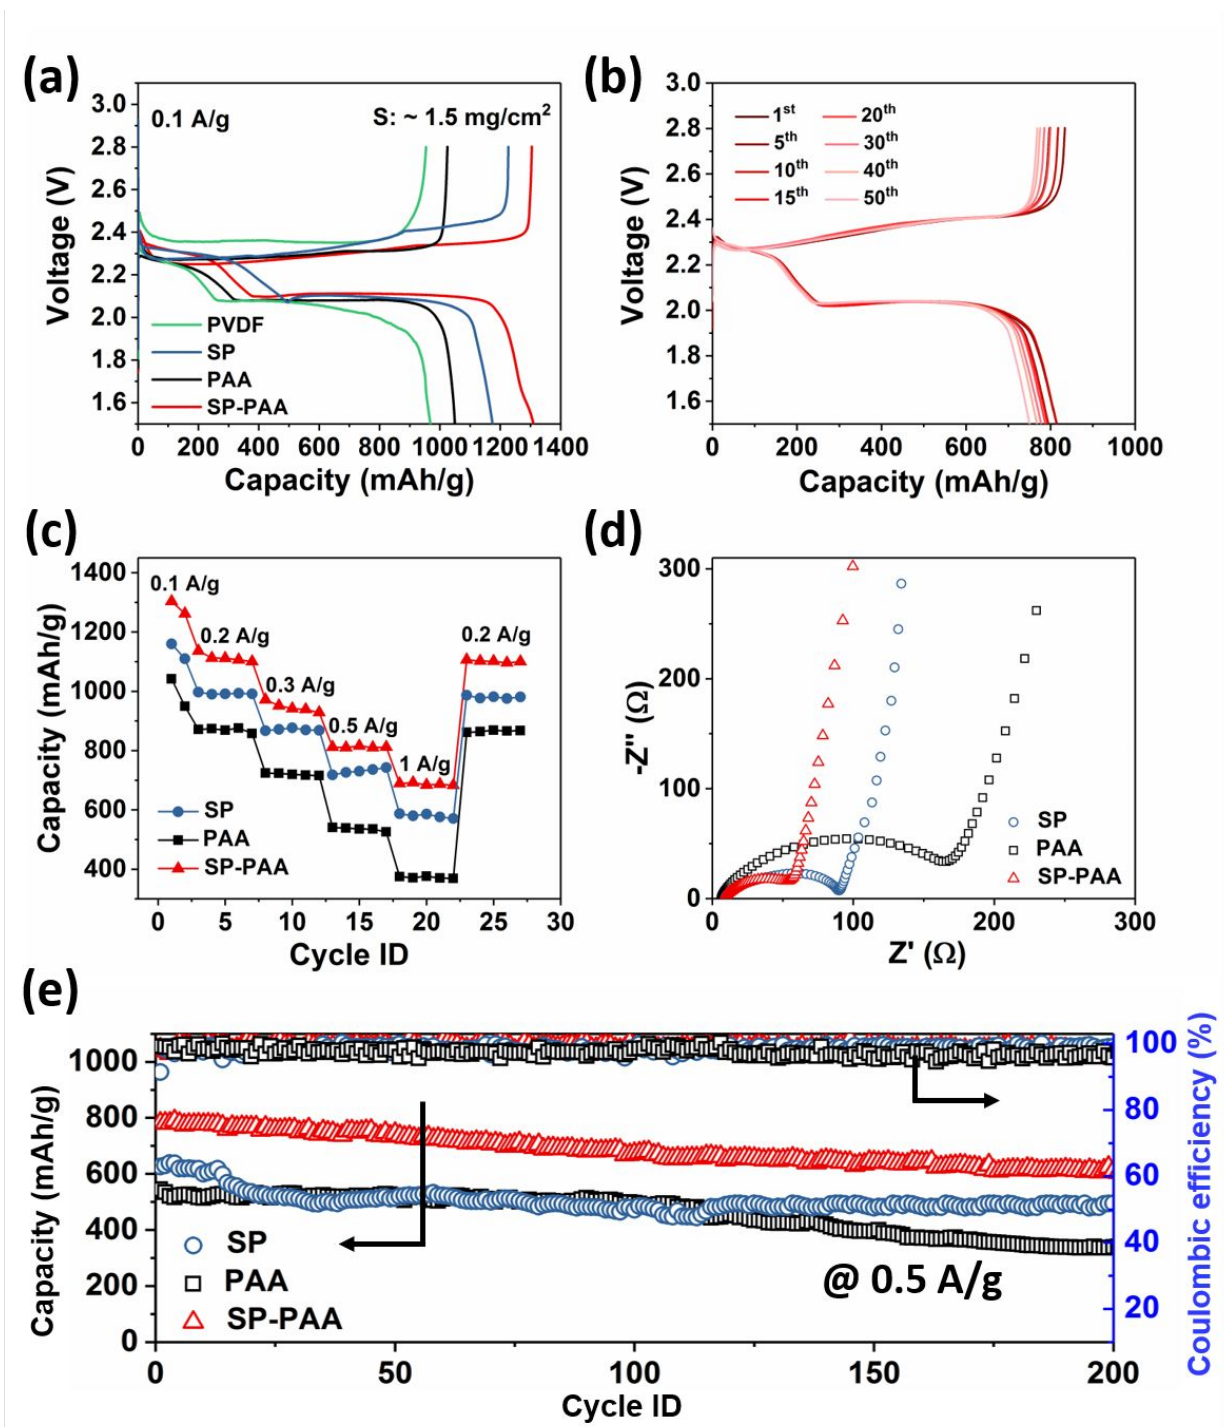 (a)
3.0
2.8
2.6
2.4
2.2
2.0
1.8
1.6
Voltage (V)
0.1 A/g
S: ~ 1.5 mg/cm²
PVDF
SP
PAA
SP-PAA
0 200 400 600 800 1000 1200 1400
Capacity (mAh/g)
(b)
3.0
2.8
2.4
2.2
2.0
1.8
1.6
Voltage (V)
1st
5th
10th
15th
20th
30th
40th
50th
0 200 400 600 800 1000
Capacity (mAh/g)
(c)
1400
1200
1000
800
600
400
Capacity (mAh/g)
0.1 A/g
0.2 A/g
0.3 A/g
0.5 A/g
1 A/g
0.2 A/g
SP
PAA
SP-PAA
0 5 10 15 20 25 30
Cycle ID
(d)
300
200
100
0
-Z'' (Ω)
SP
PAA
SP-PAA
0 100 200 300
Z' (Ω)
(e)
1000
800
600
400
200
0
Capacity (mAh/g)
SP
PAA
SP-PAA
@ 0.5 A/g
100
80
60
40
20
Coulombic efficiency (%)
0 50 100 150 200
Cycle ID